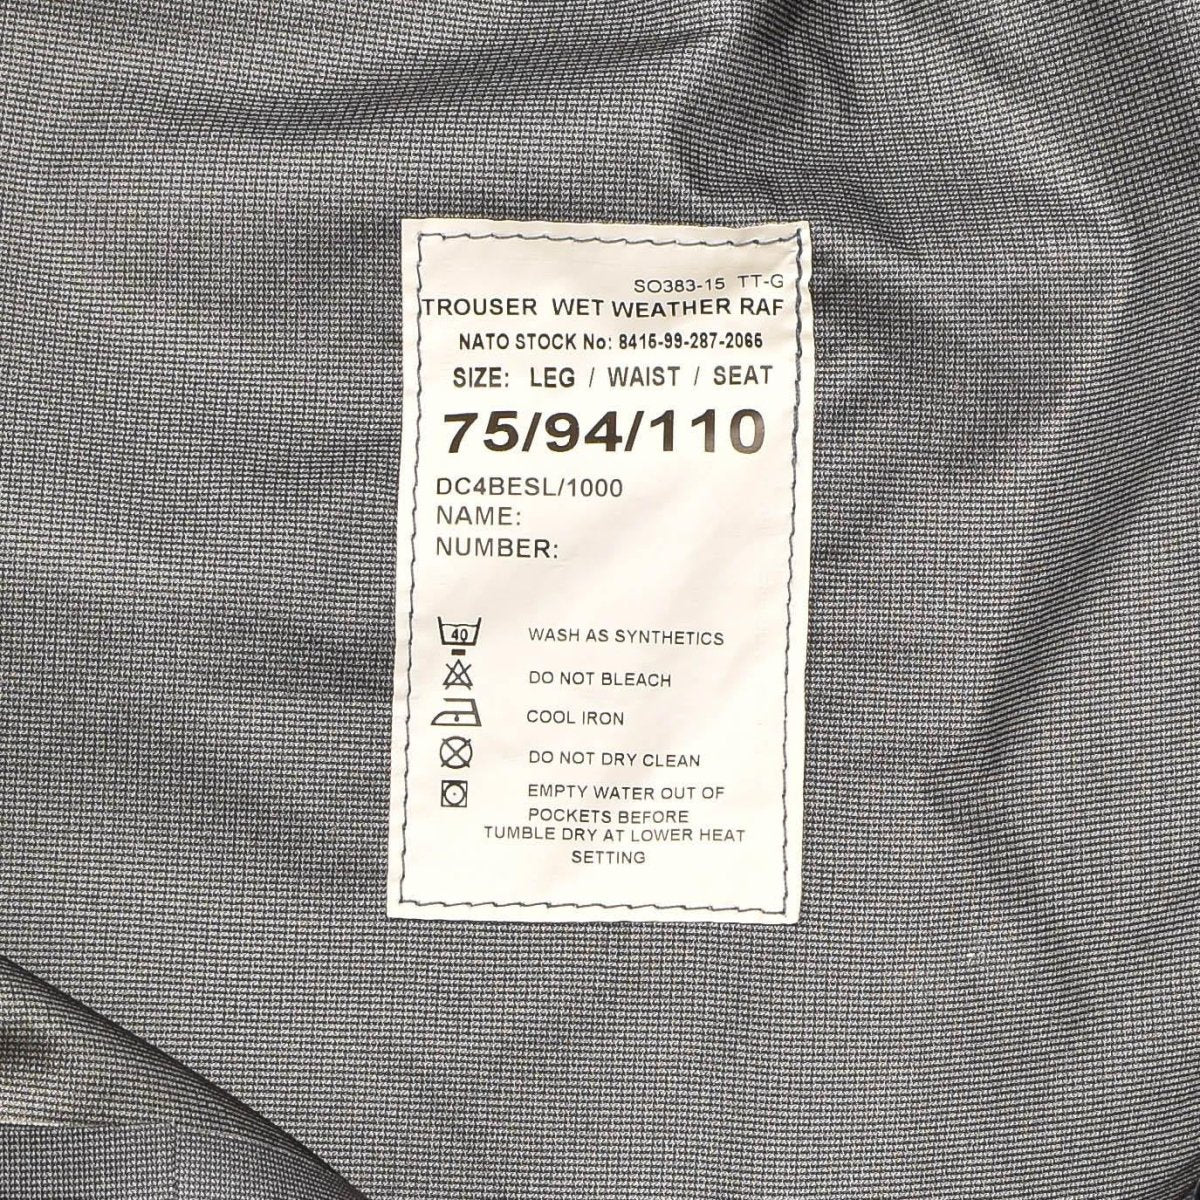 SO383-15 TT-G
TROUSER WET WEATHER RAF
NATO STOCK No: 8415-99-287-2065
SIZE: LEG / WAIST / SEAT
75/94/110
DC4BESL/1000
NAME:
NUMBER:
40 WASH AS SYNTHETICS
DO NOT BLEACH
COOL IRON
DO NOT DRY CLEAN
EMPTY WATER OUT OF
POCKETS BEFORE
TUMBLE DRY AT LOWER HEAT
SETTING